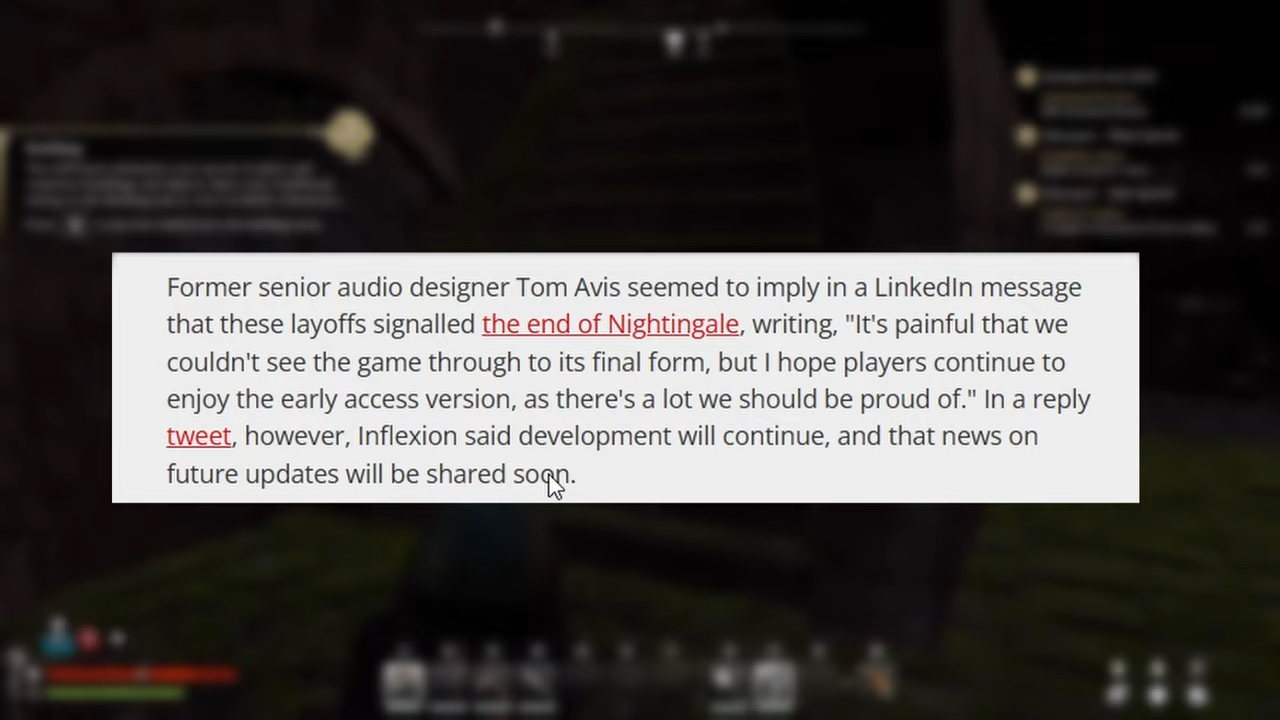 Former senior audio designer Tom Avis seemed to imply in a LinkedIn message
that these layoffs signalled the end of Nightingale, writing, "It's painful that we
couldn't see the game through to its final form, but I hope players continue to
enjoy the early access version, as there's a lot we should be proud of." In a reply
tweet, however, Inflexion said development will continue, and that news on
future updates will be shared soon.